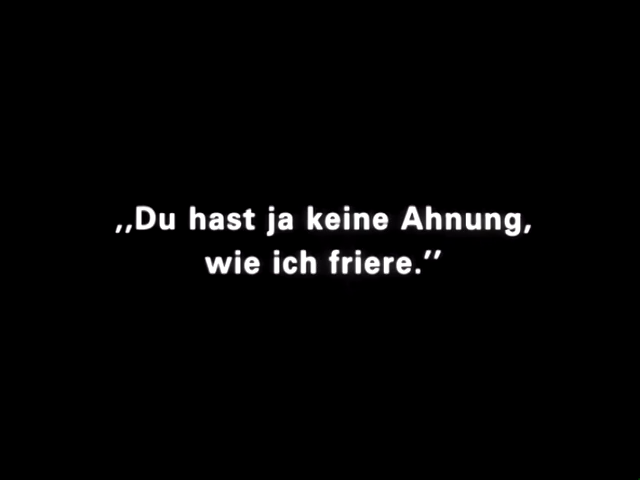 ,,Du hast ja keine Ahnung,
wie ich friere.’’